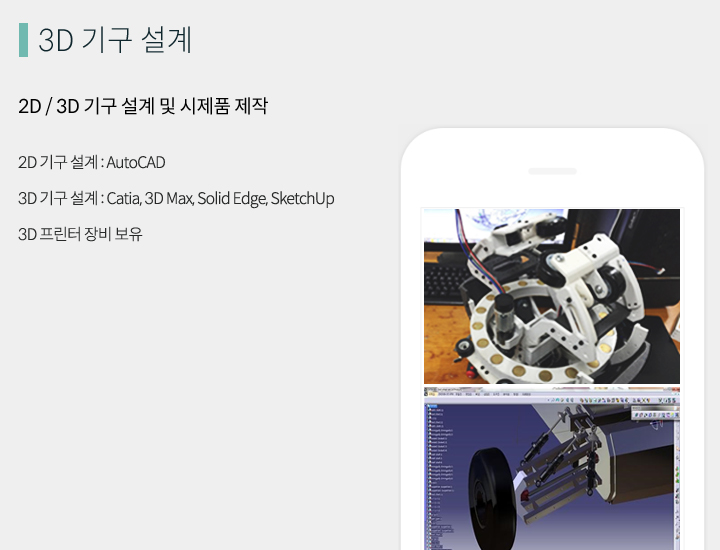 3D 기구 설계
2D / 3D 기구 설계 및 시제품 제작
2D 기구 설계 : AutoCAD
3D 기구 설계 : Catia, 3D Max, Solid Edge, SketchUp
3D 프린터 장비 보유